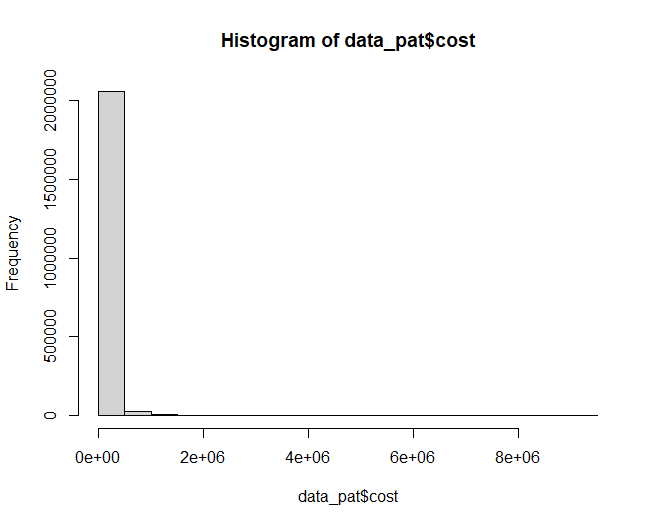 Histogram of data_pat$cost
Frequency
2000000
1500000
1000000
500000
0
0e+00 2e+06 4e+06 6e+06 8e+06
data_pat$cost